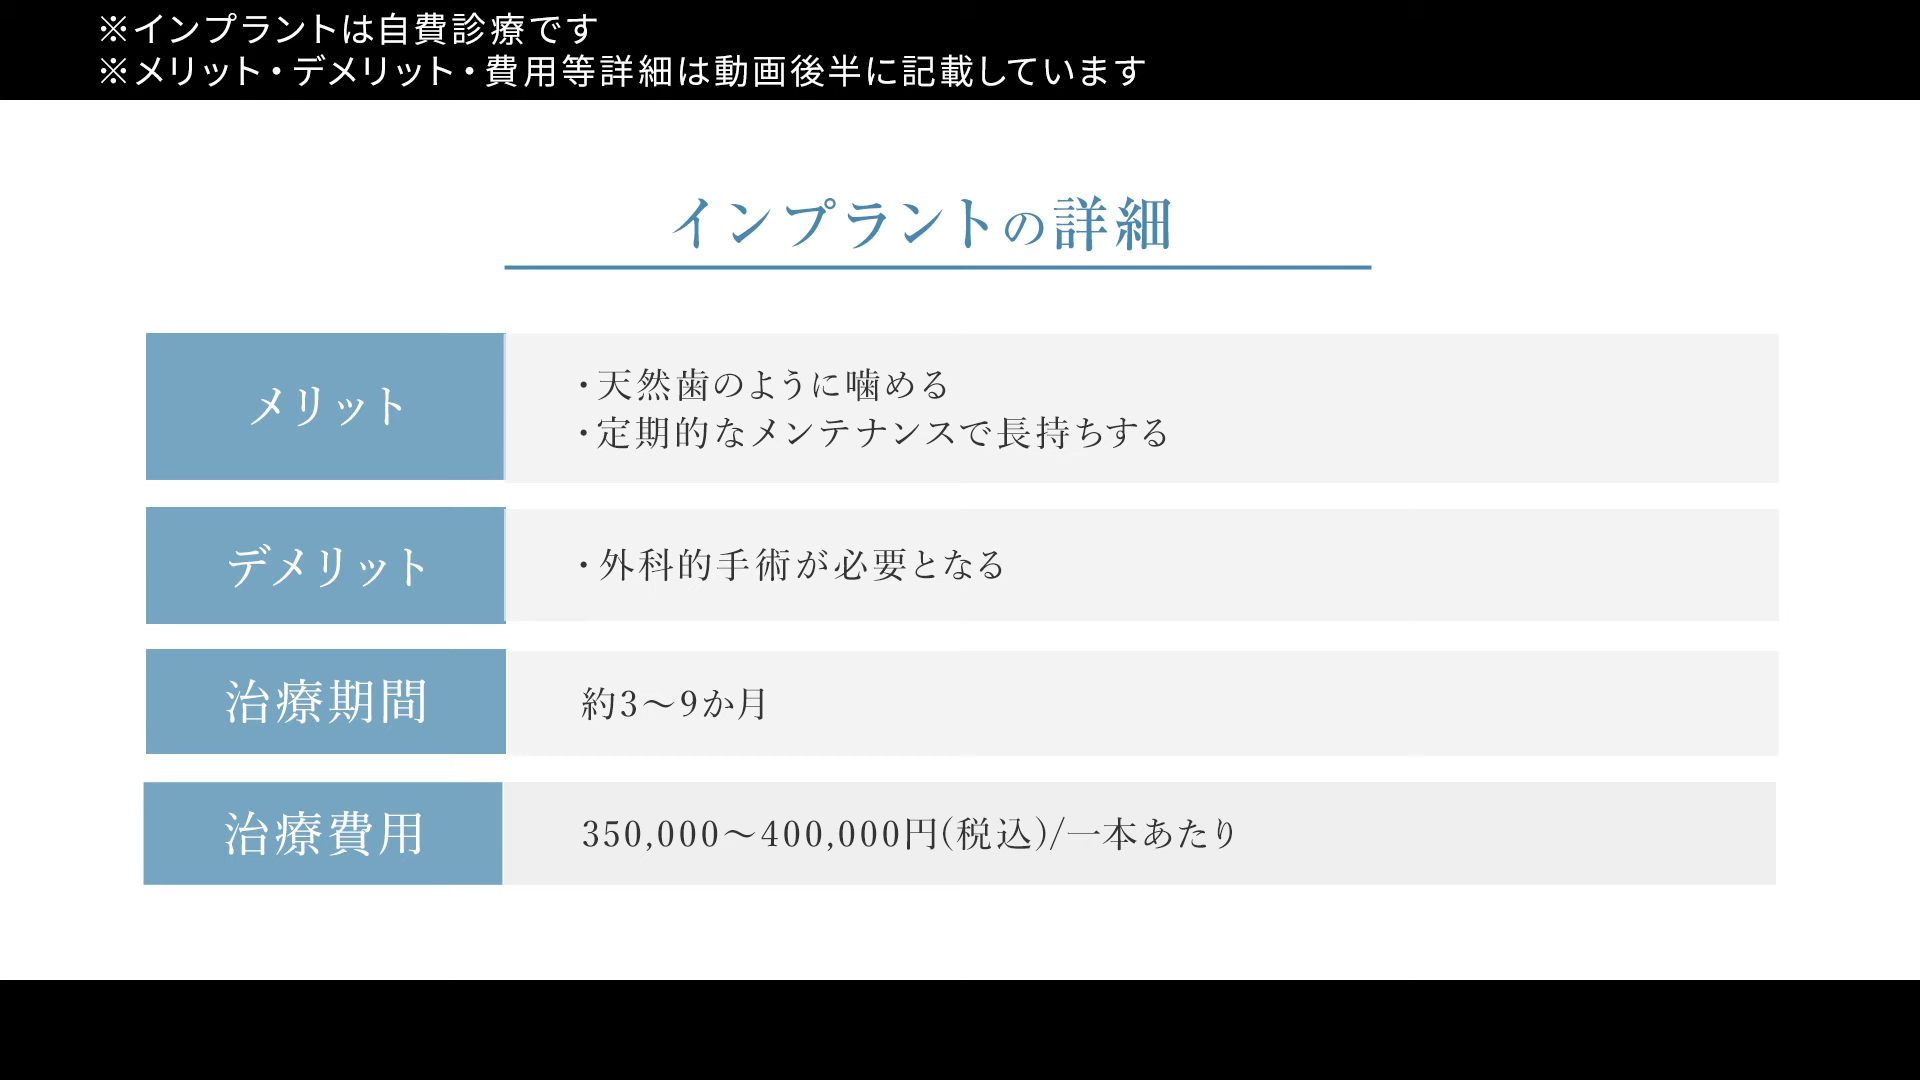 ※インプラントは自費診療です
※メリット・デメリット・費用等詳細は動画後半に記載しています
インプラントの詳細
メリット
・天然歯のように噛める
・定期的なメンテナンスで長持ちする
デメリット
・外科的手術が必要となる
治療期間
約3～9か月
治療費用
350,000～400,000円(税込)/一本あたり